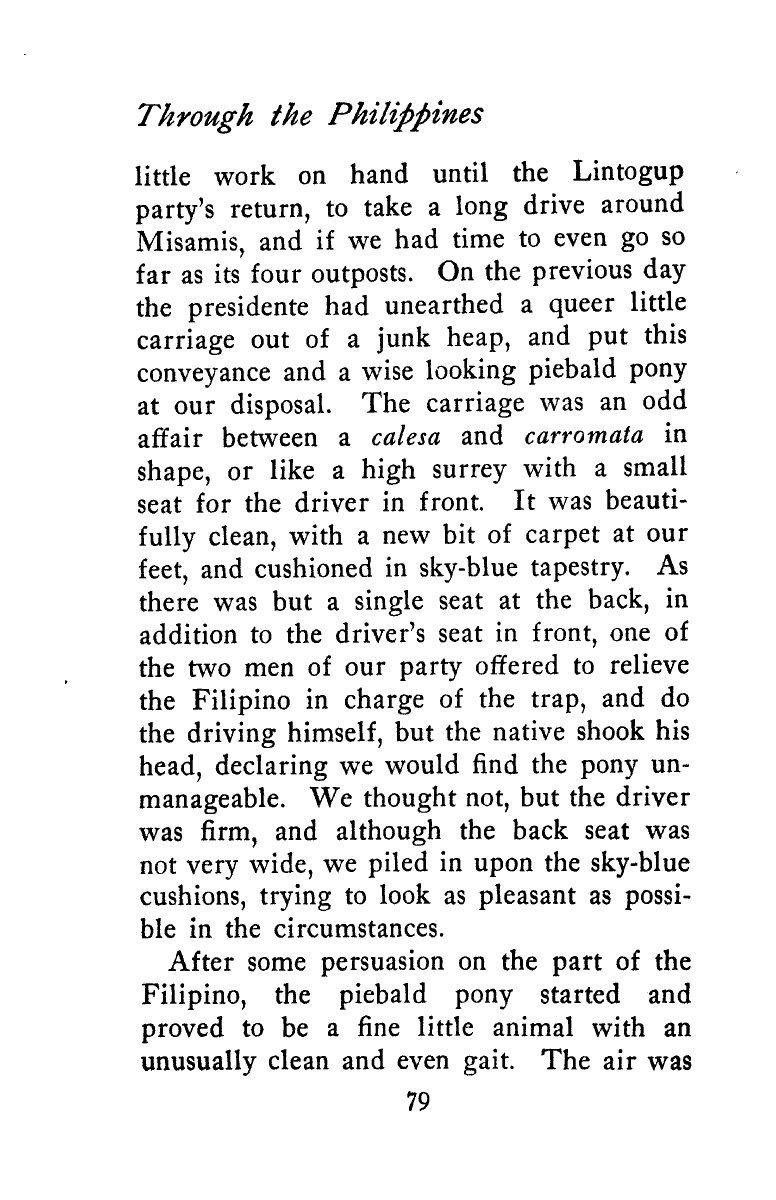 Through the Philippines
little work on hand until the Lintogup
party's return, to take a long drive around
Misamis, and if we had time to even go so
far as its four outposts. On the previous day
the presidente had unearthed a queer little
carriage out of a junk heap, and put this
conveyance and a wise looking piebald pony
at our disposal. The carriage was an odd
affair between a calesa and carromata in
shape, or like a high surrey with a small
seat for the driver in front. It was beauti-
fully clean, with a new bit of carpet at our
feet, and cushioned in sky-blue tapestry. As
there was but a single seat at the back, in
addition to the driver's seat in front, one of
the two men of our party offered to relieve
the Filipino in charge of the trap, and do
the driving himself, but the native shook his
head, declaring we would find the pony un-
manageable. We thought not, but the driver
was firm, and although the back seat was
not very wide, we piled in upon the sky-blue
cushions, trying to look as pleasant as possi-
ble in the circumstances.
After some persuasion on the part of the
Filipino, the piebald pony started and
proved to be a fine little animal with an
unusually clean and even gait. The air was
79